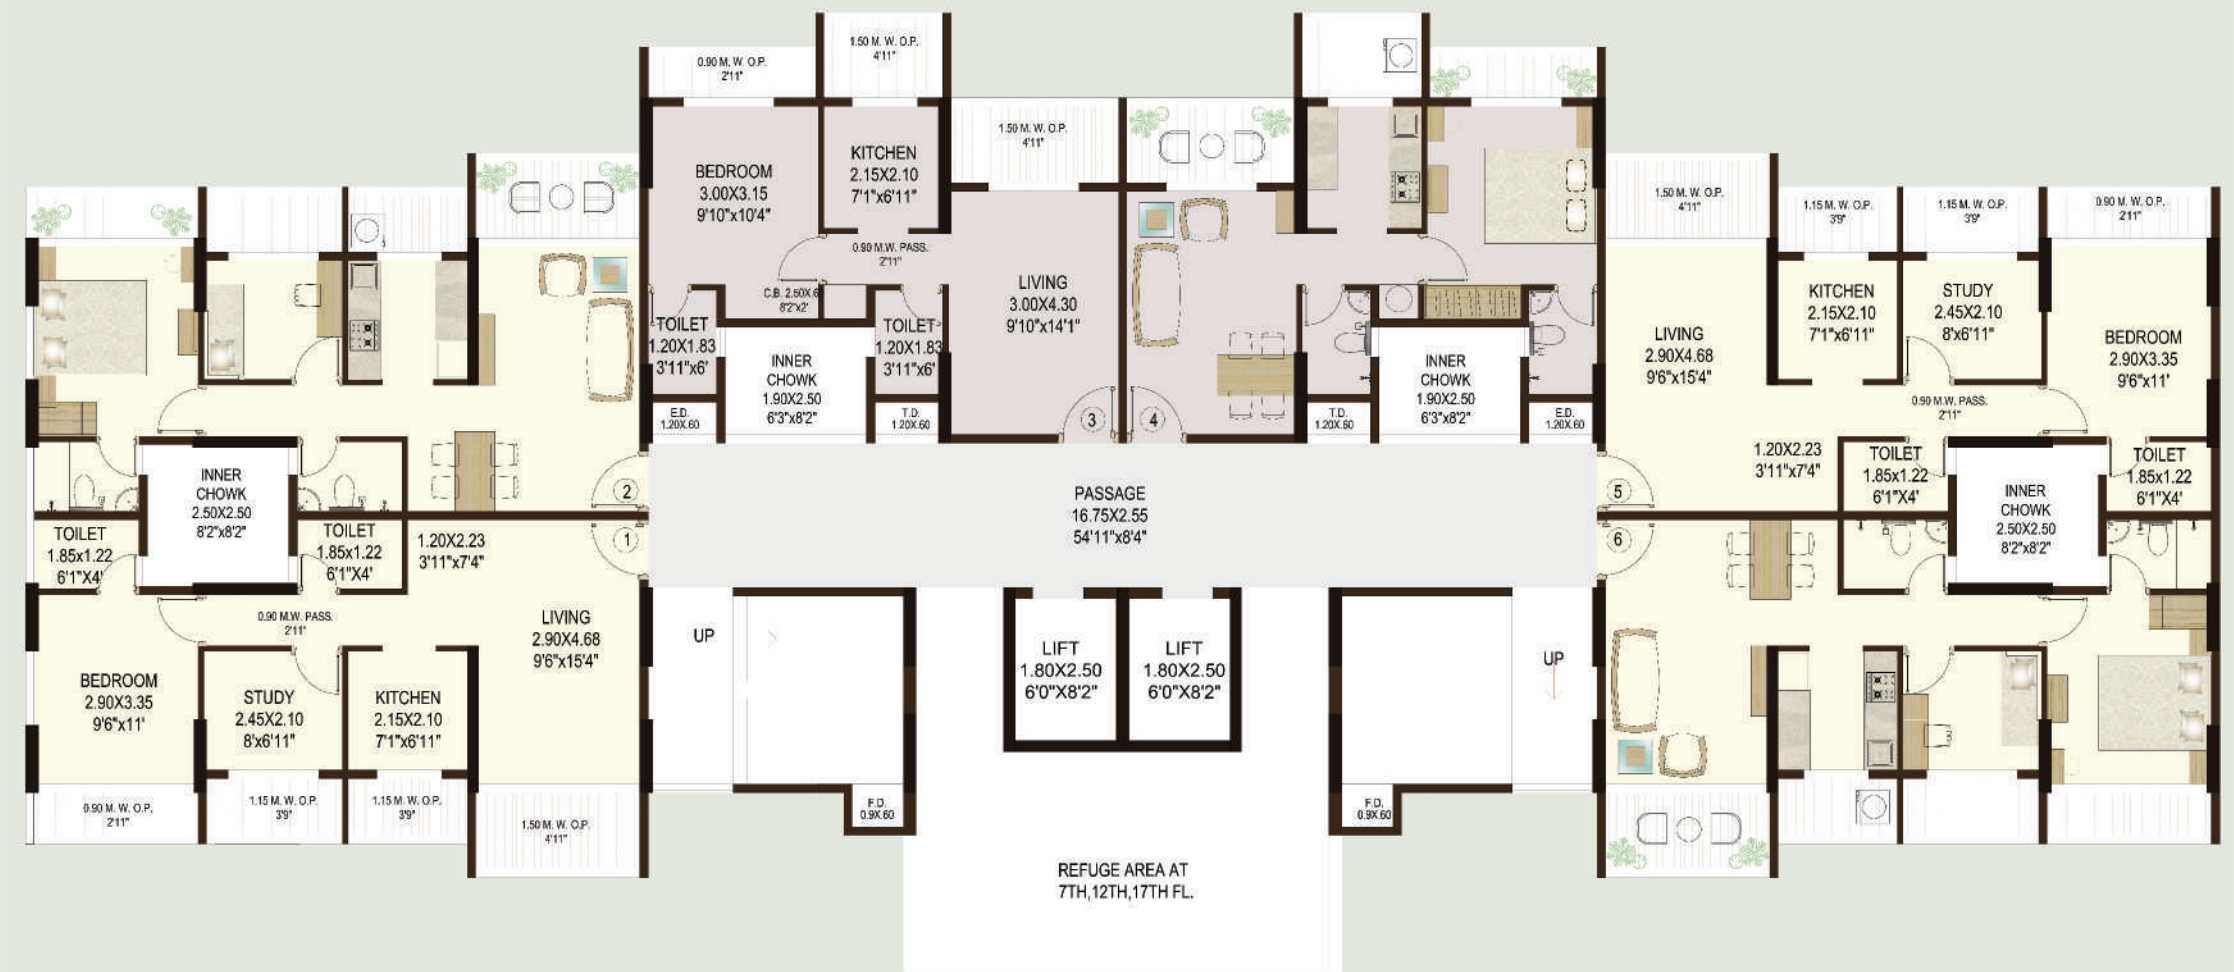 0.90 M. W. O.P.
2'11"
1.50 M. W. O.P.
4'11"
BEDROOM
3.00X3.15
9'10"x10'4"
KITCHEN
2.15X2.10
7'1"x6'11"
1.50 M. W. O.P.
4'11"
0.90 M.W. PASS.
2'11"
C.B. 2.50X.6
8'2"x2'
LIVING
3.00X4.30
9'10"x14'1"
TOILET
1.20X1.83
3'11"x6'
INNER
CHOWK
1.90X2.50
6'3"x8'2"
TOILET
1.20X1.83
3'11"x6'
E.D.
1.20X.60
T.D.
1.20X.60
3
4
T.D.
1.20X.60
INNER
CHOWK
1.90X2.50
6'3"x8'2"
E.D.
1.20X.60
1.50 M. W. O.P.
4'11"
1.15 M. W. O.P.
3'9"
1.15 M. W. O.P.
3'9"
0.90 M. W. O.P.
2'11"
LIVING
2.90X4.68
9'6"x15'4"
KITCHEN
2.15X2.10
7'1"x6'11"
STUDY
2.45X2.10
8'x6'11"
BEDROOM
2.90X3.35
9'6"x11'
0.90 M.W. PASS.
2'11"
1.20X2.23
3'11"x7'4"
TOILET
1.85x1.22
6'1"X4'
INNER
CHOWK
2.50X2.50
8'2"x8'2"
TOILET
1.85x1.22
6'1"X4'
5
6
INNER
CHOWK
2.50X2.50
8'2"x8'2"
2
1
TOILET
1.85x1.22
6'1"X4'
TOILET
1.85x1.22
6'1"X4'
1.20X2.23
3'11"x7'4"
PASSAGE
16.75X2.55
54'11"x8'4"
0.90 M.W. PASS.
2'11"
LIVING
2.90X4.68
9'6"x15'4"
BEDROOM
2.90X3.35
9'6"x11'
STUDY
2.45X2.10
8'x6'11"
KITCHEN
2.15X2.10
7'1"x6'11"
0.90 M. W. O.P.
2'11"
1.15 M. W. O.P.
3'9"
1.15 M. W. O.P.
3'9"
1.50 M. W. O.P.
4'11"
UP
LIFT
1.80X2.50
6'0"X8'2"
LIFT
1.80X2.50
6'0"X8'2"
UP
F.D.
0.9X.60
F.D.
0.9X.60
REFUGE AREA AT
7TH,12TH,17TH FL.